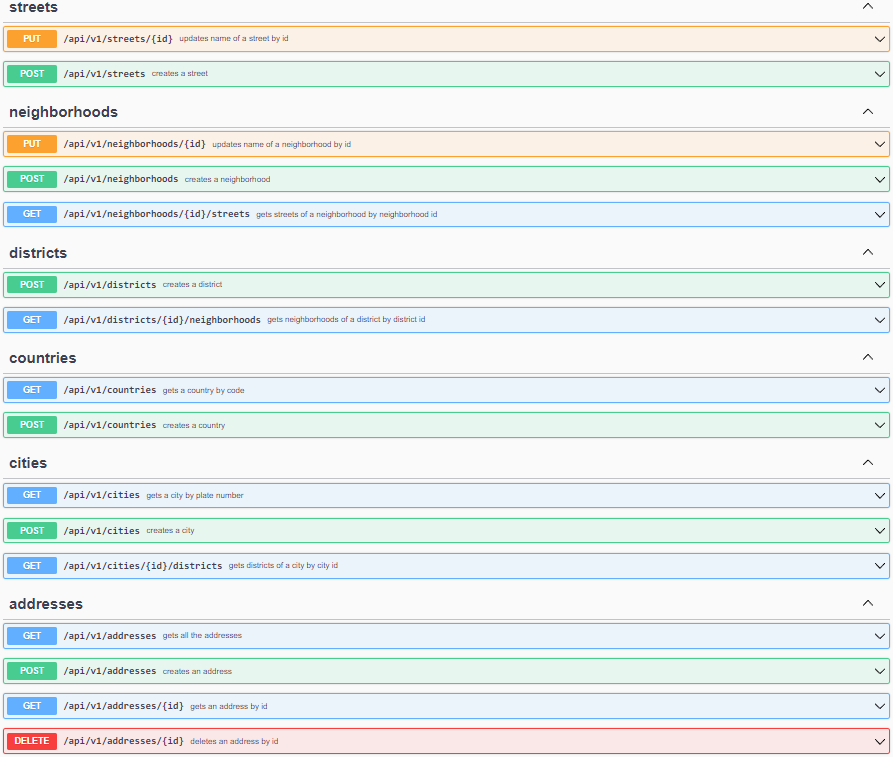 streets
PUT /api/v1/streets/{id} updates name of a street by id
POST /api/v1/streets creates a street
neighborhoods
PUT /api/v1/neighborhoods/{id} updates name of a neighborhood by id
POST /api/v1/neighborhoods creates a neighborhood
GET /api/v1/neighborhoods/{id}/streets gets streets of a neighborhood by neighborhood id
districts
POST /api/v1/districts creates a district
GET /api/v1/districts/{id}/neighborhoods gets neighborhoods of a district by district id
countries
GET /api/v1/countries gets a country by code
POST /api/v1/countries creates a country
cities
GET /api/v1/cities gets a city by plate number
POST /api/v1/cities creates a city
GET /api/v1/cities/{id}/districts gets districts of a city by city id
addresses
GET /api/v1/addresses gets all the addresses
POST /api/v1/addresses creates an address
GET /api/v1/addresses/{id} gets an address by id
DELETE /api/v1/addresses/{id} deletes an address by id